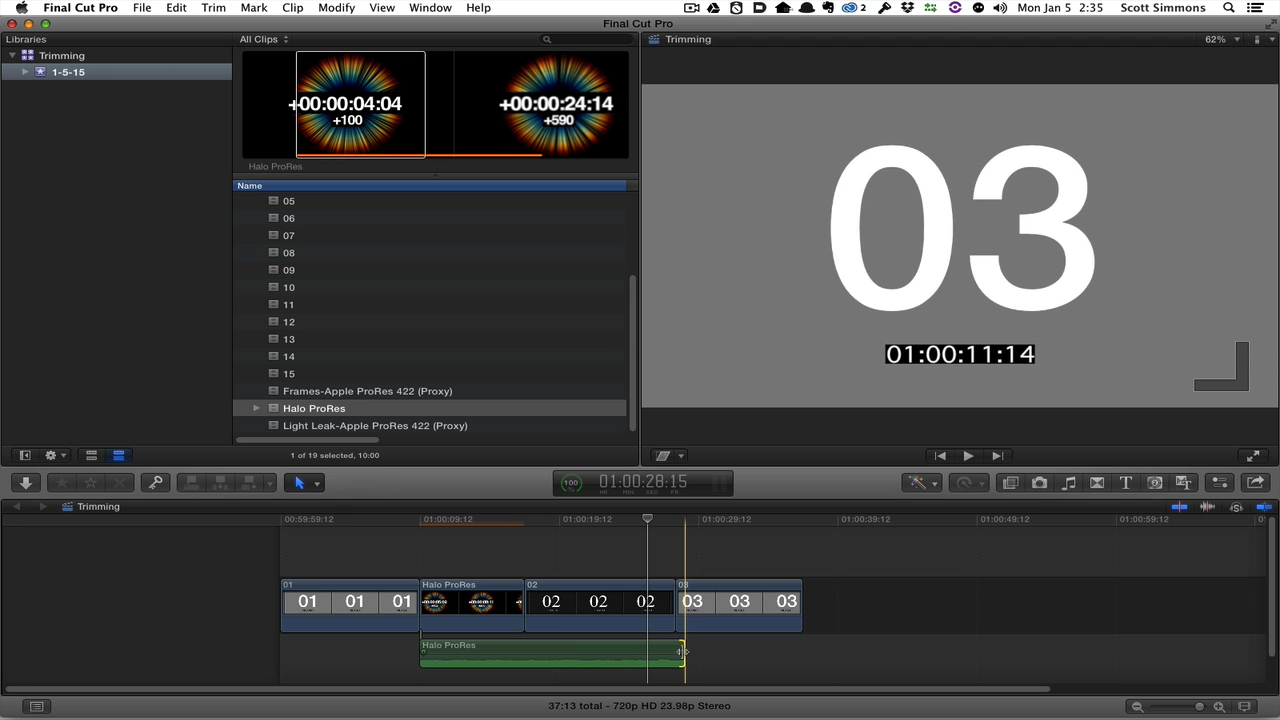 Final Cut Pro File Edit Trim Mark Clip Modify View Window Help 2 Mon Jan 5 2:35 Scott Simmons
Final Cut Pro
Libraries
Trimming
1-5-15
All Clips
+00:00:04:04
+100
+00:00:24:14
+590
Halo ProRes
Name
05
06
07
08
09
10
11
12
13
14
15
Frames-Apple ProRes 422 (Proxy)
Halo ProRes
Light Leak-Apple ProRes 422 (Proxy)
1 of 19 selected, 10:00
Trimming
62%
03
01:00:11:14
100 01:00:28:15
HR MIN SEC FR
Trimming
00:59:59:12 01:00:09:12 01:00:19:12 01:00:29:12 01:00:39:12 01:00:49:12 01:00:59:12
01 Halo ProRes 02 03
01 01 01 02 02 02 03 03 03
Halo ProRes
37:13 total - 720p HD 23.98p Stereo